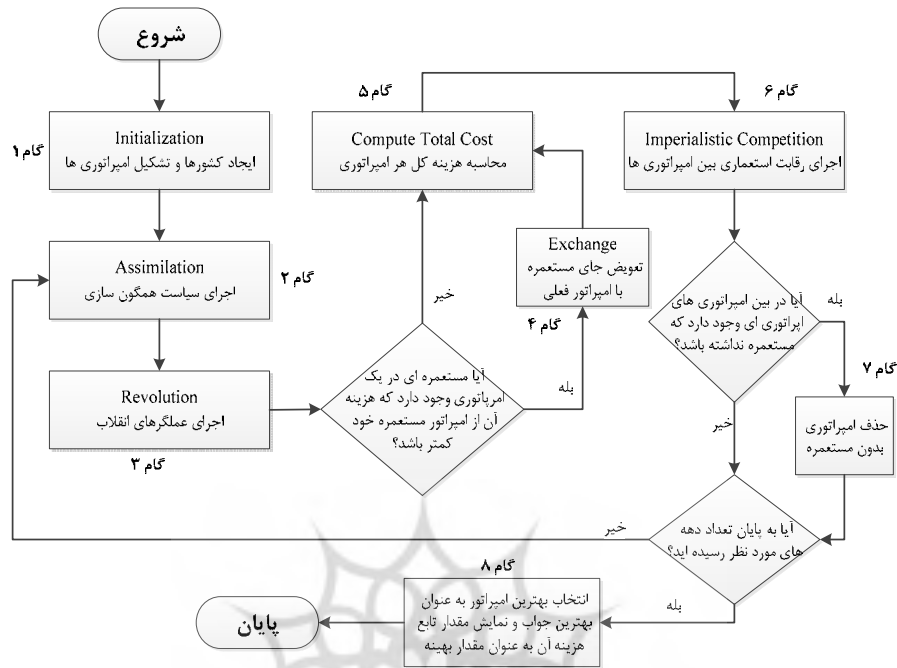 شروع
گام ۱
Initialization
ایجاد کشورها و تشکیل امپراتوری ها
گام ۲
Assimilation
اجرای سیاست همگون سازی
Revolution
اجرای عملگرهای انقلاب
گام ۳
آیا مستعمره ای در یک
امرپاتوری وجود دارد که هزینه
آن از امپراتور مستعمره خود
کمتر باشد؟
بله
خیر
Exchange
تعویض جای مستعمره
با امپراتور فعلی
گام ۴
گام ۵
Compute Total Cost
محاسبه هزینه کل هر امپراتوری
گام ۶
Imperialistic Competition
اجرای رقابت استعماری بین امپراتوری ها
آیا در بین امپراتوری های
اپراتوری ای وجود دارد که
مستعمره نداشته باشد؟
بله
خیر
گام ۷
حذف امپراتوری
بدون مستعمره
آیا به پایان تعداد دهه
های مورد نظر رسیده اید؟
خیر
بله
گام ۸
انتخاب بهترین امپراتور به عنوان
بهترین جواب و نمایش مقدار تابع
هزینه آن به عنوان مقدار بهینه
پایان